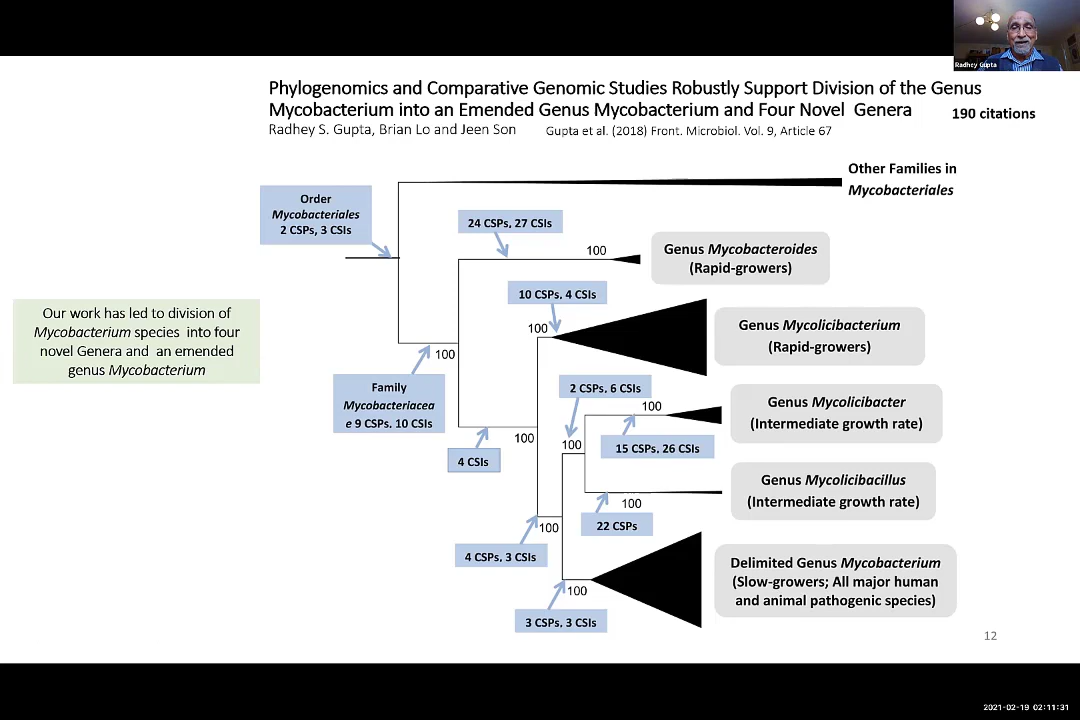 Radhey Gupta
Phylogenomics and Comparative Genomic Studies Robustly Support Division of the Genus
Mycobacterium into an Emended Genus Mycobacterium and Four Novel Genera
190 citations
Radhey S. Gupta, Brian Lo and Jeen Son
Gupta et al. (2018) Front. Microbiol. Vol. 9, Article 67
Other Families in
Mycobacteriales
Order
Mycobacteriales
2 CSPs, 3 CSIs
24 CSPs, 27 CSIs
100
Genus Mycobacteroides
(Rapid-growers)
10 CSPs, 4 CSIs
100
Genus Mycolicibacterium
(Rapid-growers)
Our work has led to division of
Mycobacterium species into four
novel Genera and an emended
genus Mycobacterium
100
Family
Mycobacteriacea
e 9 CSPs. 10 CSIs
2 CSPs, 6 CSIs
100
Genus Mycolicibacter
(Intermediate growth rate)
100
100
15 CSPs, 26 CSIs
4 CSIs
Genus Mycolicibacillus
(Intermediate growth rate)
100
22 CSPs
100
4 CSPs, 3 CSIs
Delimited Genus Mycobacterium
(Slow-growers; All major human
and animal pathogenic species)
100
3 CSPs, 3 CSIs
12
2021-02-19 02:11:31